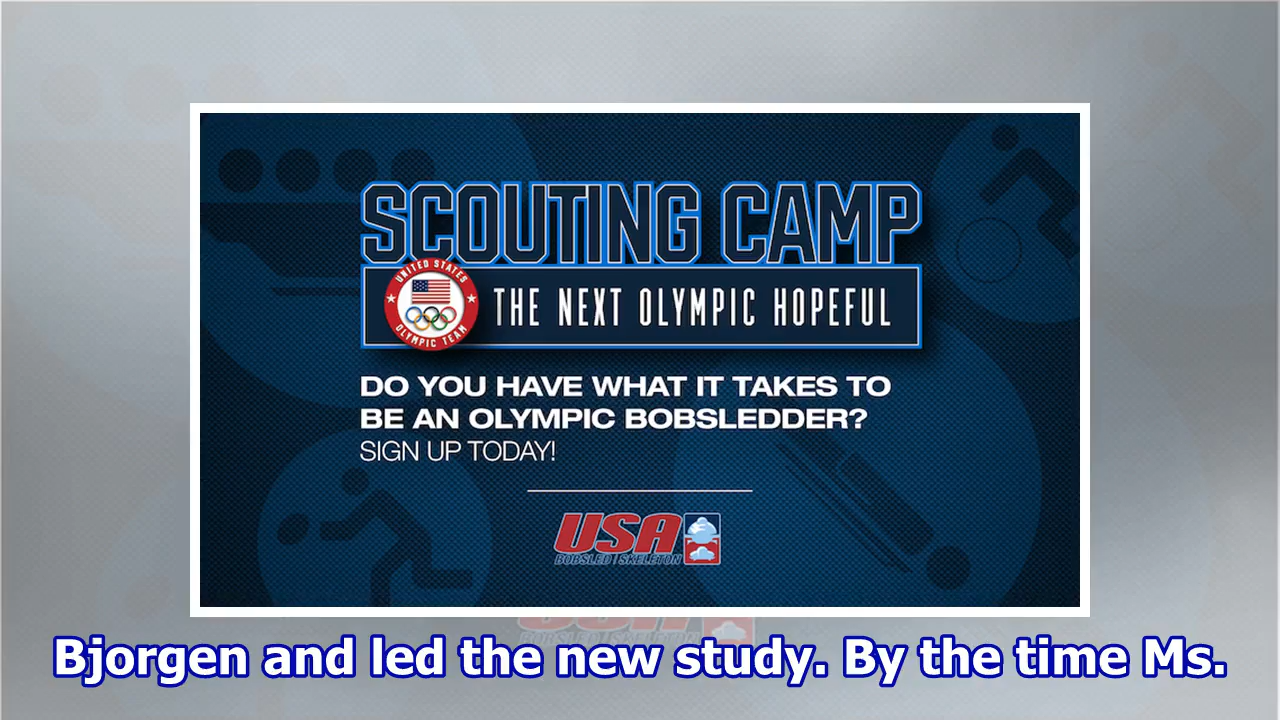 SCOUTING CAMP
UNITED STATES
OLYMPIC TEAM
THE NEXT OLYMPIC HOPEFUL
DO YOU HAVE WHAT IT TAKES TO
BE AN OLYMPIC BOBSLEDDER?
SIGN UP TODAY!
USA
BOBSLED | SKELETON
Bjorgen and led the new study. By the time Ms.